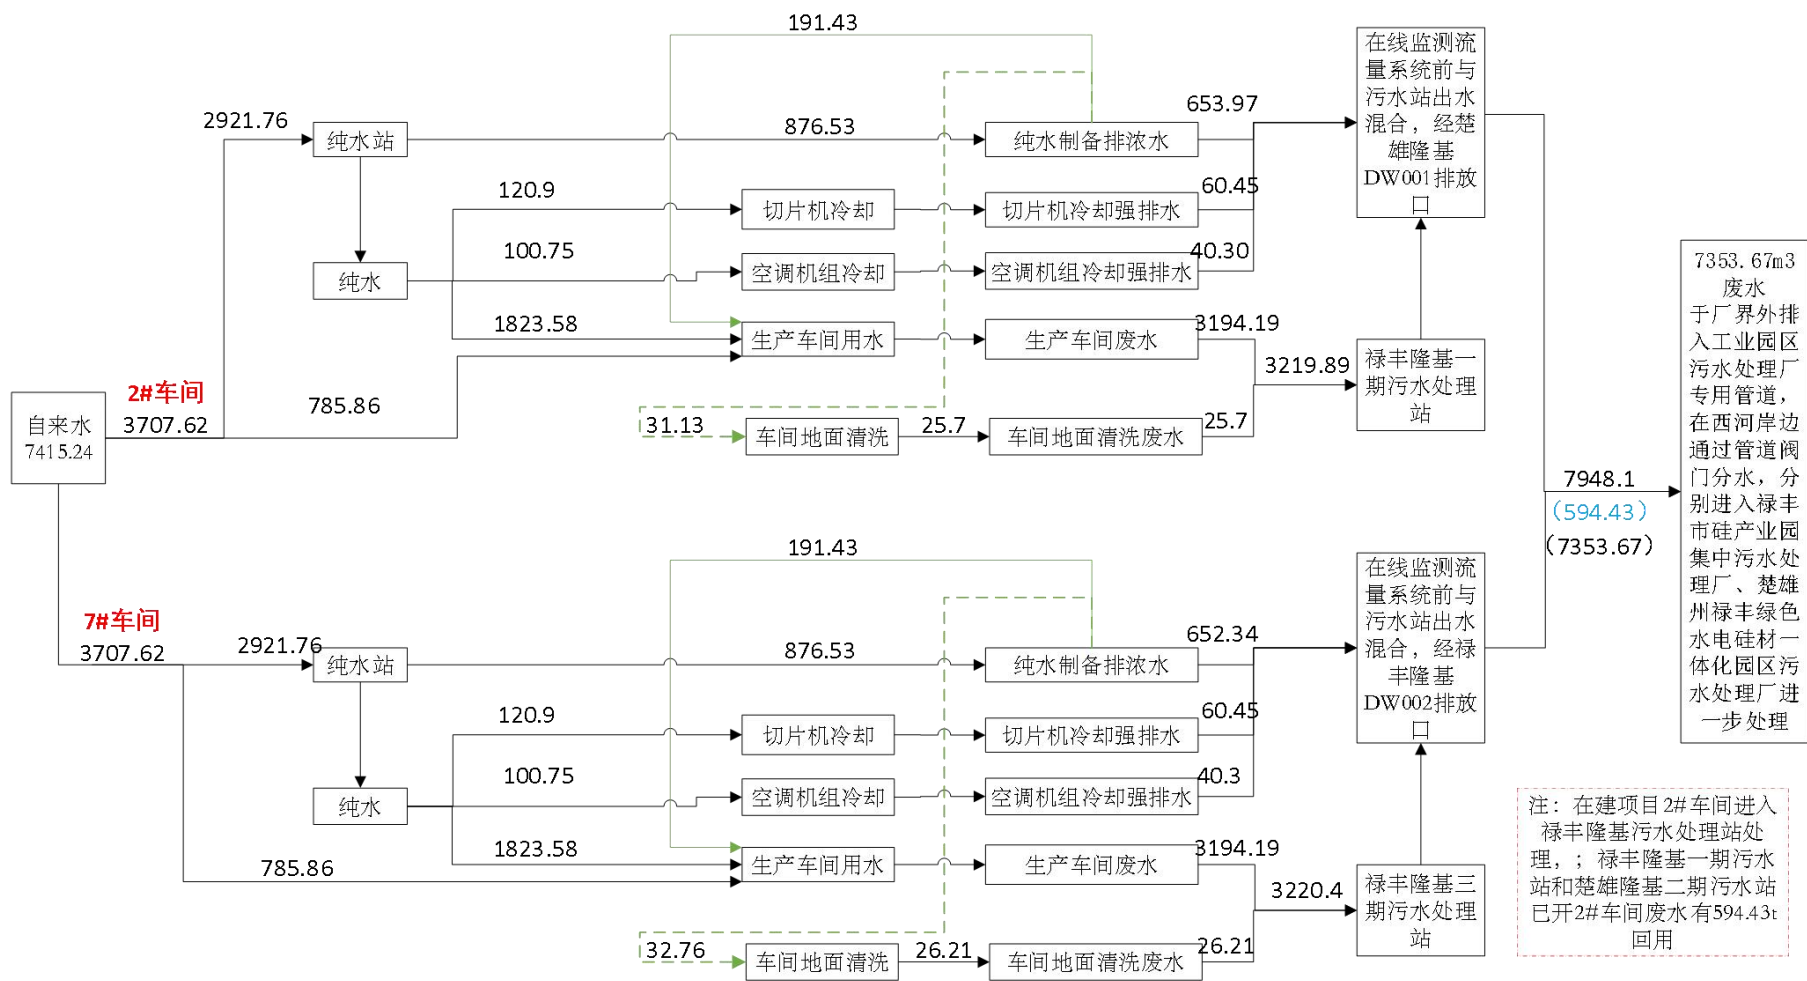 191.43
2921.76
纯水站
876.53
纯水制备排浓水
653.97
在线监测流
量系统前与
污水站出水
混合，经楚
雄隆基
DW001排放
口
120.9
切片机冷却
切片机冷却强排水
60.45
纯水
100.75
空调机组冷却
空调机组冷却强排水
40.30
1823.58
生产车间用水
生产车间废水
3194.19
3219.89
禄丰隆基一
期污水处理
站
自来水
7415.24
2#车间
3707.62
785.86
31.13
车间地面清洗
25.7
车间地面清洗废水
25.7
7948.1
（594.43）
（7353.67）
7353.67m3
废水
于厂界外排
入工业园区
污水处理厂
专用管道，
在西河岸边
通过管道阀
门分水，分
别进入禄丰
市硅产业园
集中污水处
理厂、楚雄
州禄丰绿色
水电硅材一
体化园区污
水处理厂进
一步处理
191.43
7#车间
3707.62
2921.76
纯水站
876.53
纯水制备排浓水
652.34
在线监测流
量系统前与
污水站出水
混合，经禄
丰隆基
DW002排放
口
120.9
切片机冷却
切片机冷却强排水
60.45
纯水
100.75
空调机组冷却
空调机组冷却强排水
40.3
1823.58
785.86
生产车间用水
生产车间废水
3194.19
3220.4
禄丰隆基三
期污水处理
站
32.76
车间地面清洗
26.21
车间地面清洗废水
26.21
注：在建项目2#车间进入
禄丰隆基污水处理站处
理，；禄丰隆基一期污水
站和楚雄隆基二期污水站
已开2#车间废水有594.43t
回用